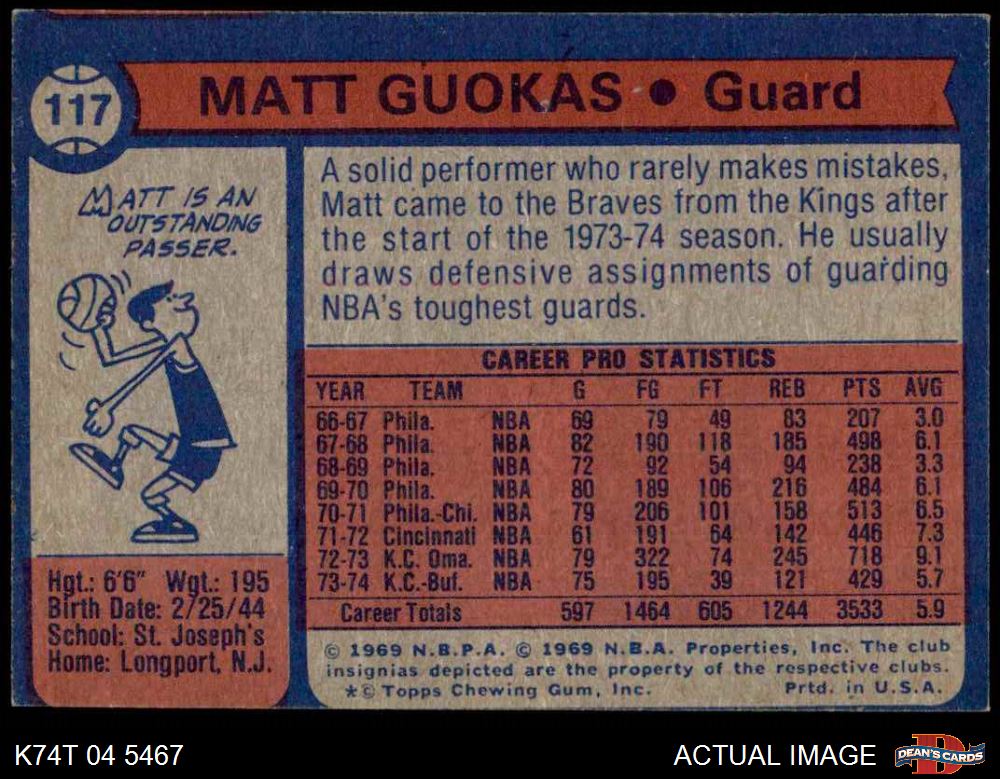 117
MATT GUOKAS • Guard
MATT IS AN
OUTSTANDING
PASSER.
A solid performer who rarely makes mistakes,
Matt came to the Braves from the Kings after
the start of the 1973-74 season. He usually
draws defensive assignments of guarding
NBA's toughest guards.
CAREER PRO STATISTICS
YEAR TEAM G FG FT REB PTS AVG
66-67 Phila. NBA 69 79 49 83 207 3.0
67-68 Phila. NBA 82 190 118 185 498 6.1
68-69 Phila. NBA 72 92 54 94 238 3.3
69-70 Phila. NBA 80 189 106 216 484 6.1
70-71 Phila.-Chi. NBA 79 206 101 158 513 6.5
71-72 Cincinnati NBA 61 191 64 142 446 7.3
72-73 K.C. Oma. NBA 79 322 74 245 718 9.1
73-74 K.C.-Buf. NBA 75 195 39 121 429 5.7
Career Totals 597 1464 605 1244 3533 5.9
Hgt.: 6'6" Wgt.: 195
Birth Date: 2/25/44
School: St. Joseph's
Home: Longport, N.J.
© 1969 N.B.P.A. © 1969 N.B.A. Properties, Inc. The club
insignias depicted are the property of the respective clubs.
*© Topps Chewing Gum, Inc. Prtd. in U.S.A.
K74T 04 5467
ACTUAL IMAGE
DEAN'S CARDS